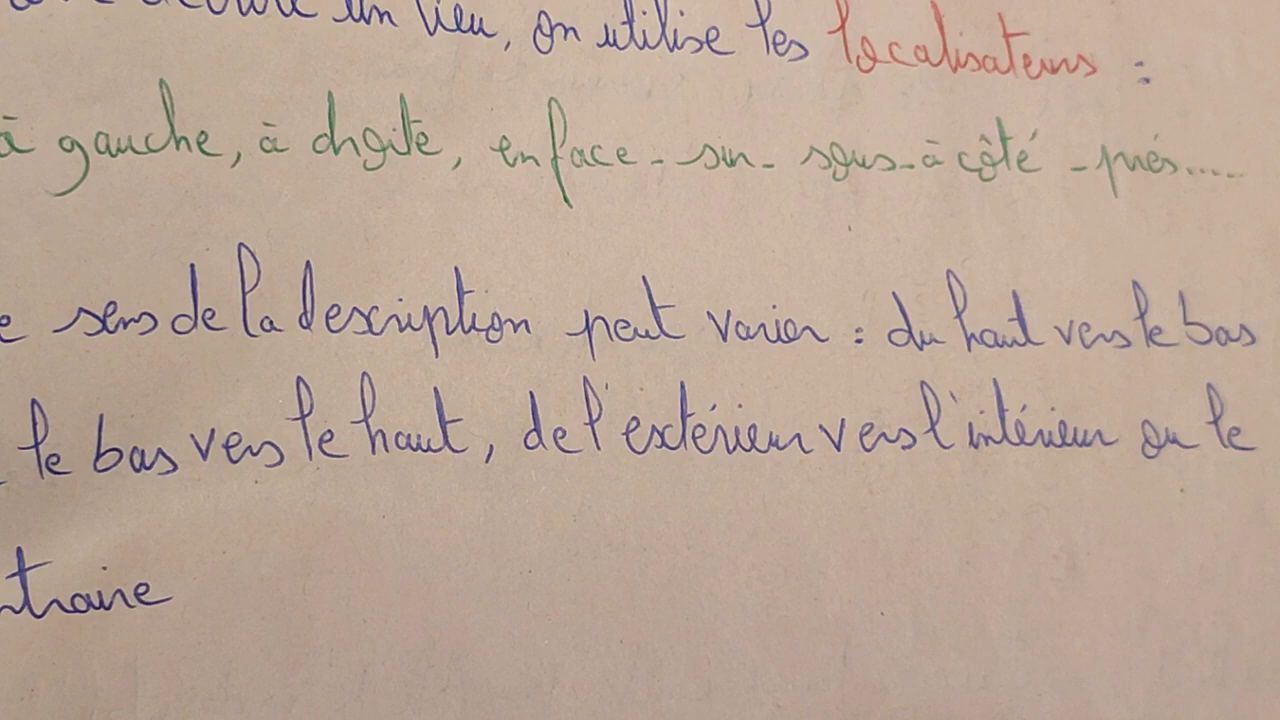 un lieu, on utilise les localisateurs :
à gauche, à droite, en face - sur - sous - à côté - près.....
sens de la description peut varier : du haut vers le bas
le bas vers le haut, de l'extérieur vers l'intérieur ou le
traire